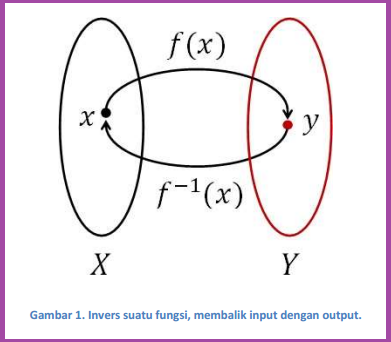 f(x)
x
y
f⁻¹(x)
X
Y
Gambar 1. Invers suatu fungsi, membalik input dengan output.